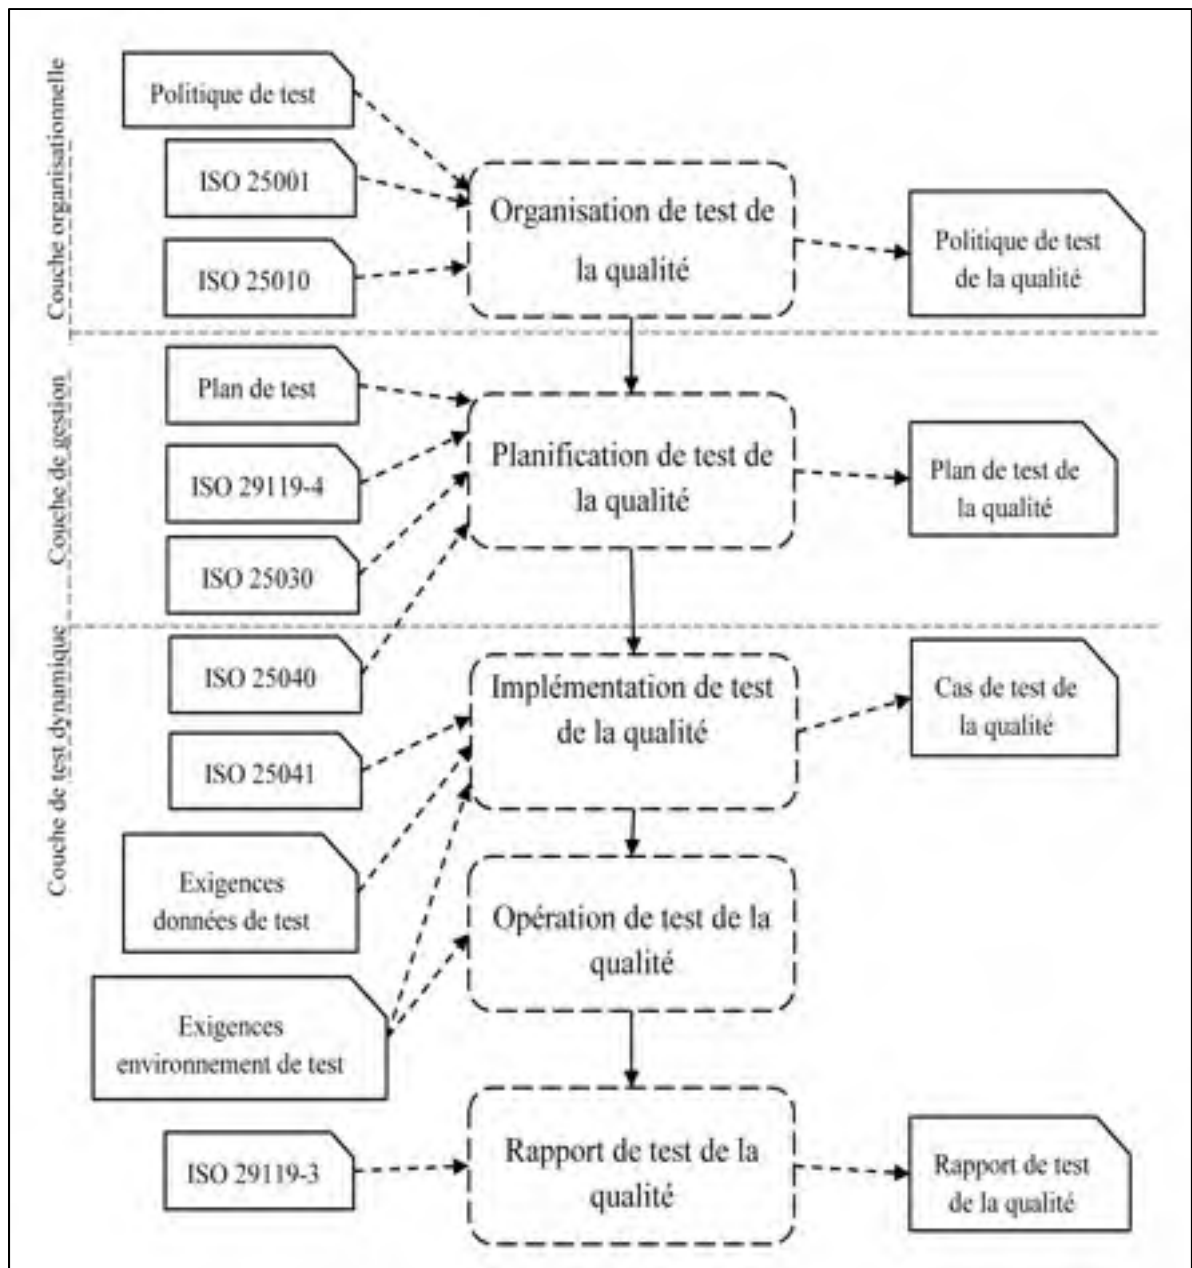 Couche organisationnelle
Politique de test
ISO 25001
ISO 25010
Organisation de test de
la qualité
Politique de test
de la qualité
Couche de gestion
Plan de test
ISO 29119-4
ISO 25030
Planification de test de
la qualité
Plan de test de
la qualité
Couche de test dynamique
ISO 25040
ISO 25041
Exigences
données de test
Exigences
environnement de test
ISO 29119-3
Implémentation de test
de la qualité
Cas de test de
la qualité
Opération de test de la
qualité
Rapport de test de la
qualité
Rapport de test
de la qualité